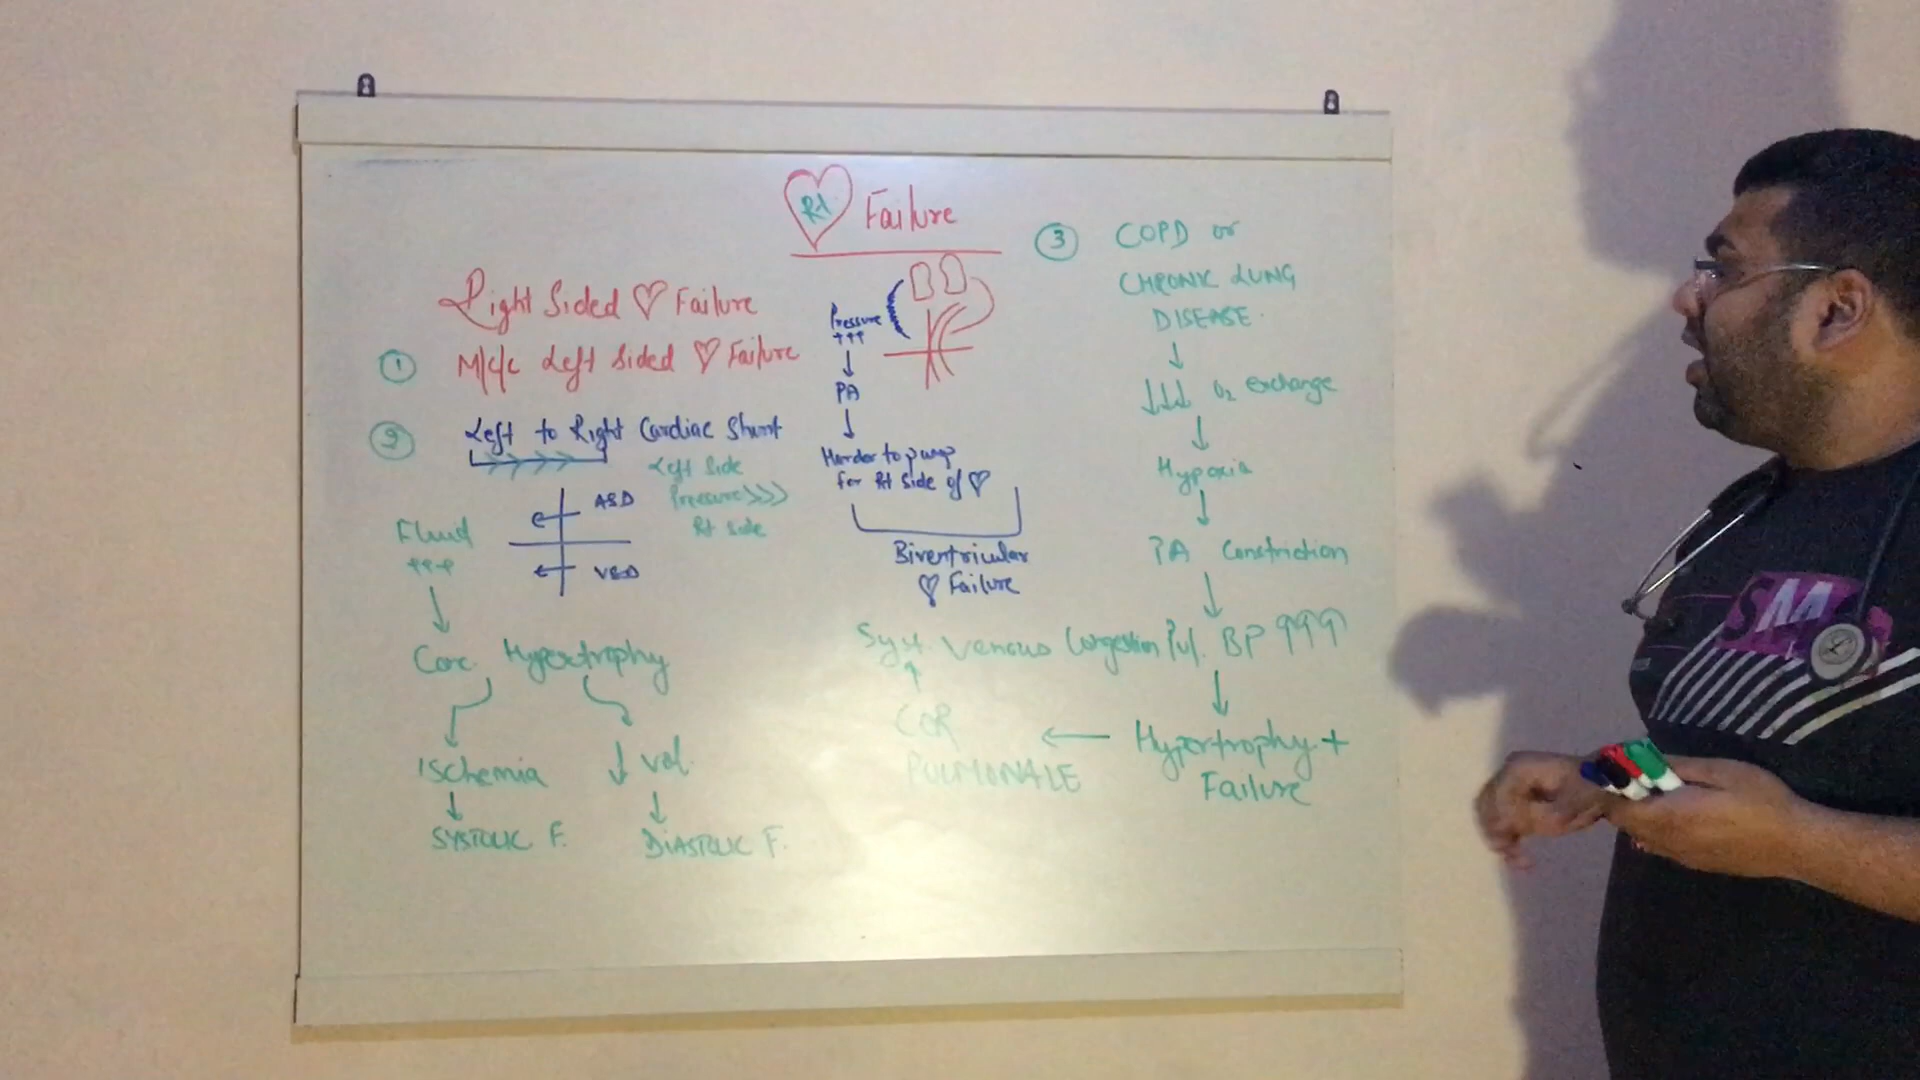 Rt Failure
Right Sided ♡ Failure
① M/C/C Left Sided ♡ Failure
② Left to Right Cardiac Shunt
Left Side
Pressure >>>
Rt Side
ASD
VSD
Fluid
↑↑↑
↓
Conc. Hypertrophy
Ischemia
↓
SYSTOLIC F.
↓ vol.
↓
DIASTOLIC F.
Pressure
↑↑↑
↓
PA
↓
Harder to pump
for Rt Side of ♡
Biventricular
♡ Failure
③ COPD or
CHRONIC LUNG
DISEASE.
↓
↓↓↓ O₂ exchange
↓
Hypoxia
↓
PA Constriction
↓
Pul. BP ↑↑↑
↓
Hypertrophy +
Failure
←
COR
PULMONALE
↑
Syst. Venous Congestion
SM